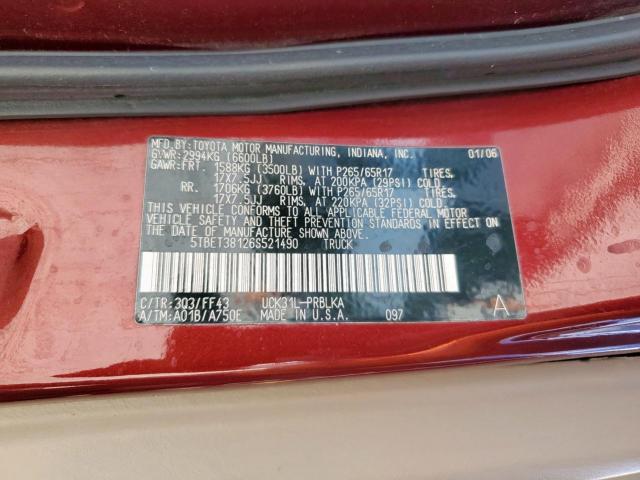 MFD.BY:TOYOTA MOTOR MANUFACTURING, INDIANA, INC. 01/06
GVWR:2994KG (6600LB)
GAWR:FRT. 1588KG (3500LB) WITH P265/65R17 TIRES,
17X7.5JJ RIMS, AT 200KPA (29PSI) COLD.
RR. 1706KG (3760LB) WITH P265/65R17 TIRES,
17X7.5JJ RIMS, AT 220KPA (32PSI) COLD.
THIS VEHICLE CONFORMS TO ALL APPLICABLE FEDERAL MOTOR
VEHICLE SAFETY STANDARDS IN EFFECT ON THE
DATE OF MANUFACTURE SHOWN ABOVE.
5TBET38126S521490 TRUCK
C/TR:3Q3/FF43 UCK31L-PRBLKA
A/TM:A01B/A750E MADE IN U.S.A. 097 A